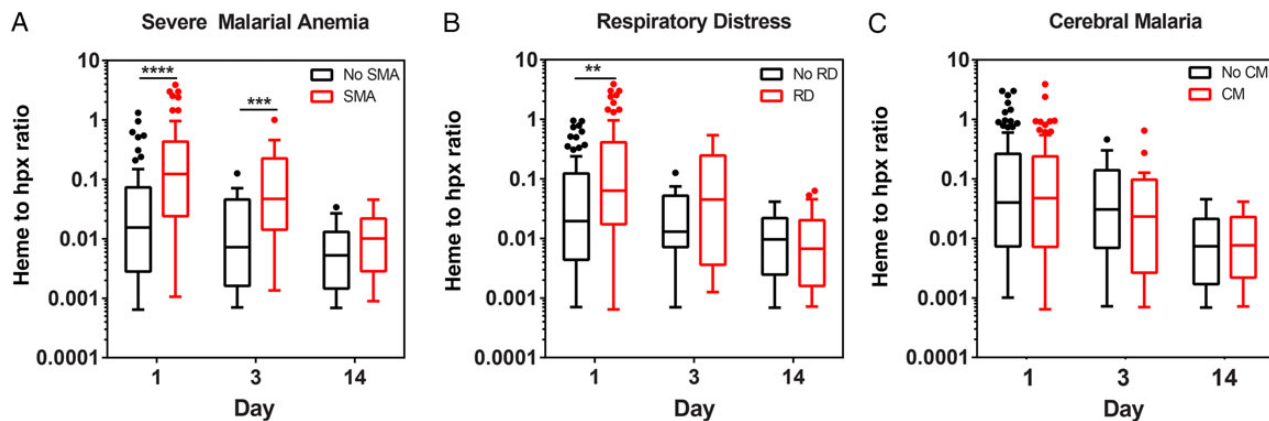 A
Severe Malarial Anemia
Heme to hpx ratio
10
1
0.1
0.01
0.001
0.0001
****
***
No SMA
SMA
1
3
14
Day
B
Respiratory Distress
Heme to hpx ratio
10
1
0.1
0.01
0.001
0.0001
**
No RD
RD
1
3
14
Day
C
Cerebral Malaria
Heme to hpx ratio
10
1
0.1
0.01
0.001
0.0001
No CM
CM
1
3
14
Day